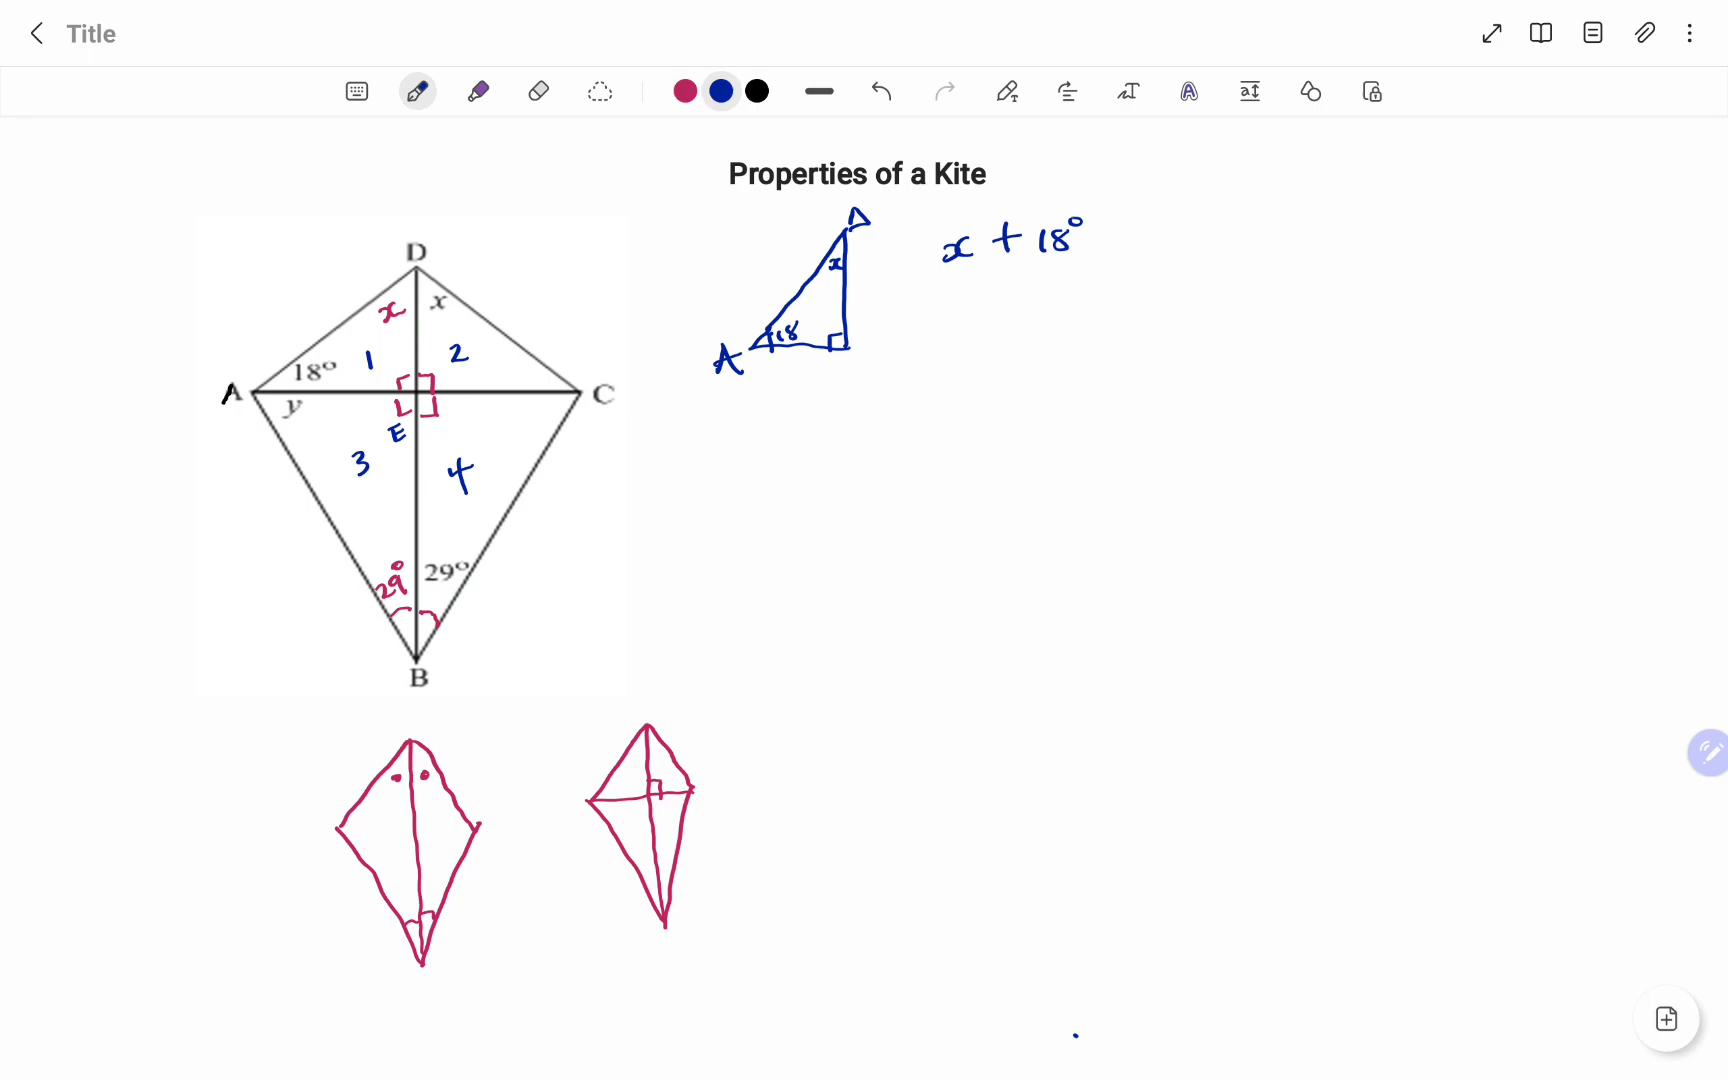 Title
Properties of a Kite
D
x + 18°
x
x
x
D
18
A
18°
1
2
A
y
C
E
3
4
29°
29°
B